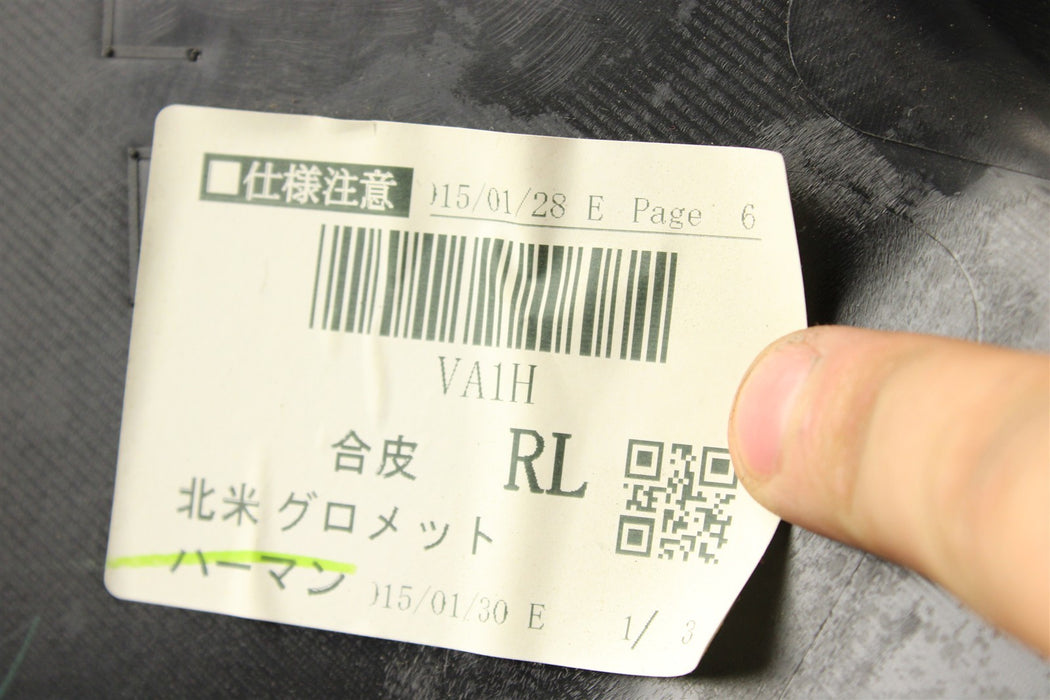 ■仕様注意 015/01/28 E Page 6
VA1H
合皮 RL
北米グロメット
ハーマン 015/01/30 E 1/ 3